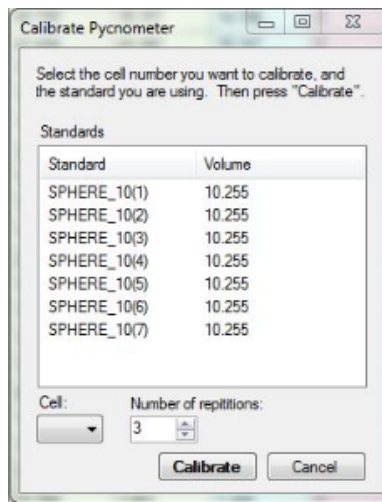 Calibrate Pycnometer
Select the cell number you want to calibrate, and
the standard you are using. Then press "Calibrate".
Standards
Standard Volume
SPHERE_10(1) 10.255
SPHERE_10(2) 10.255
SPHERE_10(3) 10.255
SPHERE_10(4) 10.255
SPHERE_10(5) 10.255
SPHERE_10(6) 10.255
SPHERE_10(7) 10.255
Cell: Number of repititions:
3
Calibrate Cancel